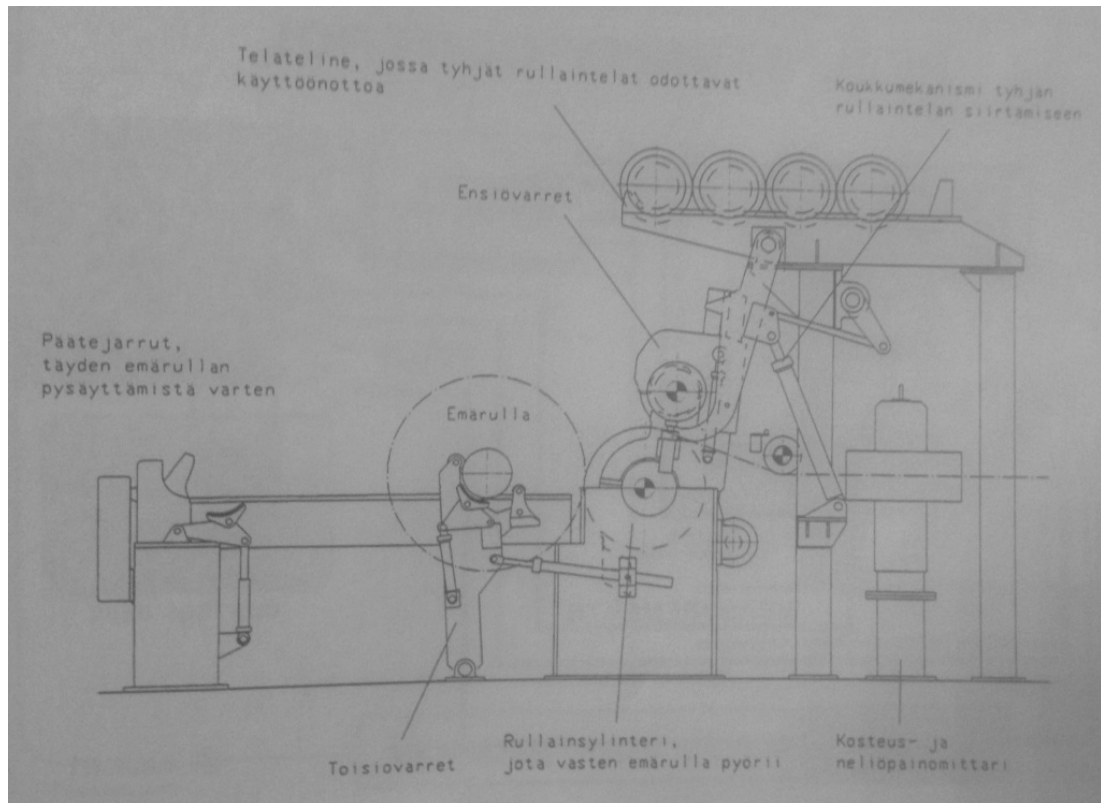 Telateline, jossa tyhjät rullaintelat odottavat
käyttöönottoa
Koukkumekanismi tyhjän
rullaintelan siirtämiseen
Ensiövarret
Päätejarrut,
täyden emärullan
pysäyttämistä varten
Emärulla
Toisiovarret
Rullainsylinteri,
jota vasten emärulla pyörii
Kosteus- ja
neliöpainomittari